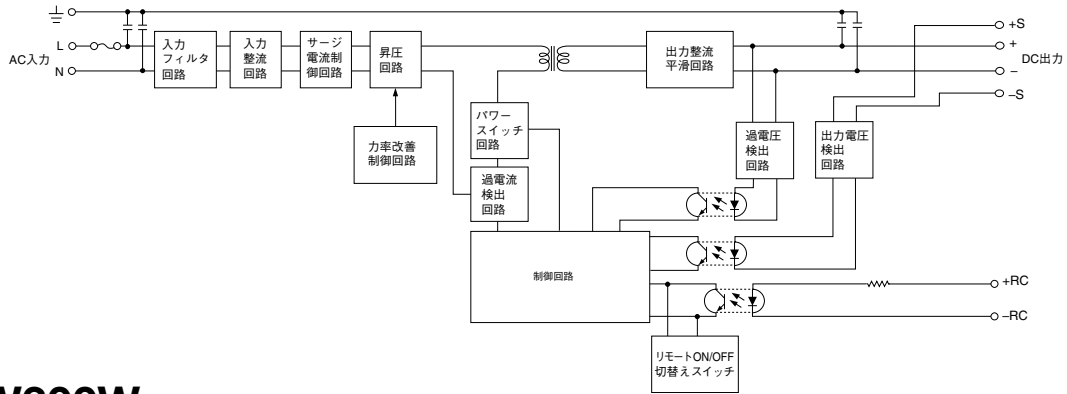 +S
L
AC入力
N
入力
フィルタ
回路
入力
整流
回路
サージ
電流制
御回路
昇圧
回路
出力整流
平滑回路
+
DC出力
−
−S
力率改善
制御回路
パワー
スイッチ
回路
過電流
検出
回路
過電圧
検出
回路
出力電圧
検出
回路
制御回路
+RC
−RC
リモートON/OFF
切替えスイッチ